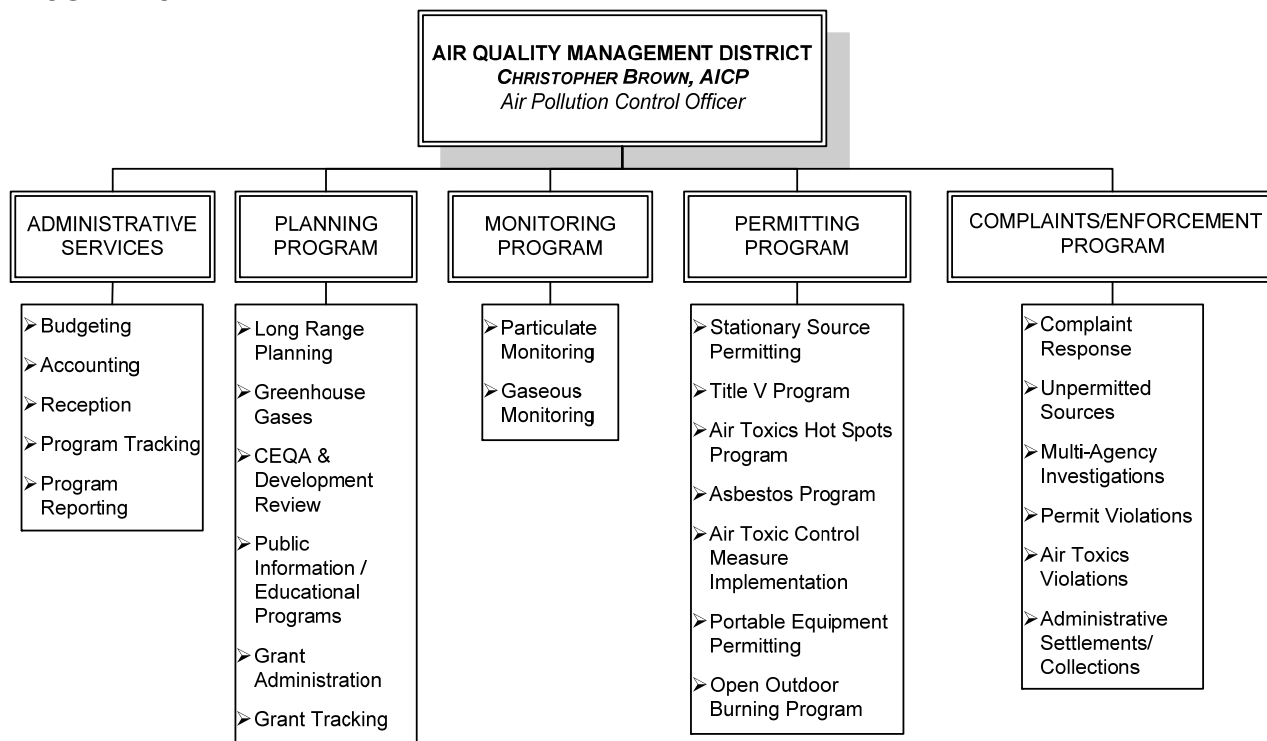 AIR QUALITY MANAGEMENT DISTRICT
CHRISTOPHER BROWN, AICP
Air Pollution Control Officer
ADMINISTRATIVE
SERVICES
Budgeting
Accounting
Reception
Program Tracking
Program
Reporting
PLANNING
PROGRAM
Long Range
Planning
Greenhouse
Gases
CEQA &
Development
Review
Public
Information /
Educational
Programs
Grant
Administration
Grant Tracking
MONITORING
PROGRAM
Particulate
Monitoring
Gaseous
Monitoring
PERMITTING
PROGRAM
Stationary Source
Permitting
Title V Program
Air Toxics Hot Spots
Program
Asbestos Program
Air Toxic Control
Measure
Implementation
Portable Equipment
Permitting
Open Outdoor
Burning Program
COMPLAINTS/ENFORCEMENT
PROGRAM
Complaint
Response
Unpermitted
Sources
Multi-Agency
Investigations
Permit Violations
Air Toxics
Violations
Administrative
Settlements/
Collections